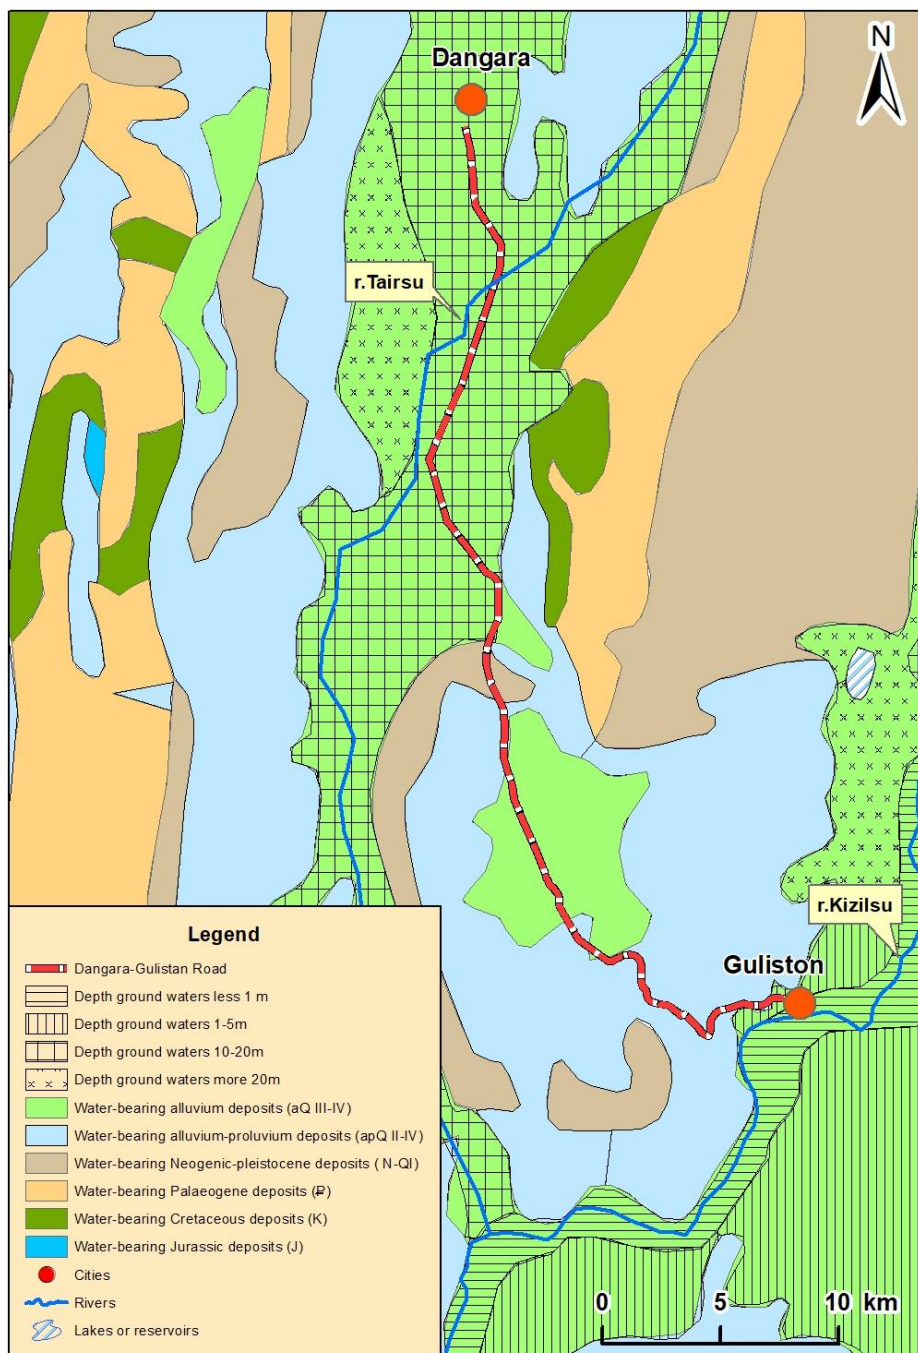 N
Dangara
r.Tairsu
r.Kizilsu
Guliston
Legend
Dangara-Gulistan Road
Depth ground waters less 1 m
Depth ground waters 1-5m
Depth ground waters 10-20m
Depth ground waters more 20m
Water-bearing alluvium deposits (aQ III-IV)
Water-bearing alluvium-proluvium deposits (apQ II-IV)
Water-bearing Neogenic-pleistocene deposits ( N-QI)
Water-bearing Palaeogene deposits (₽)
Water-bearing Cretaceous deposits (K)
Water-bearing Jurassic deposits (J)
Cities
Rivers
Lakes or reservoirs
0 5 10 km